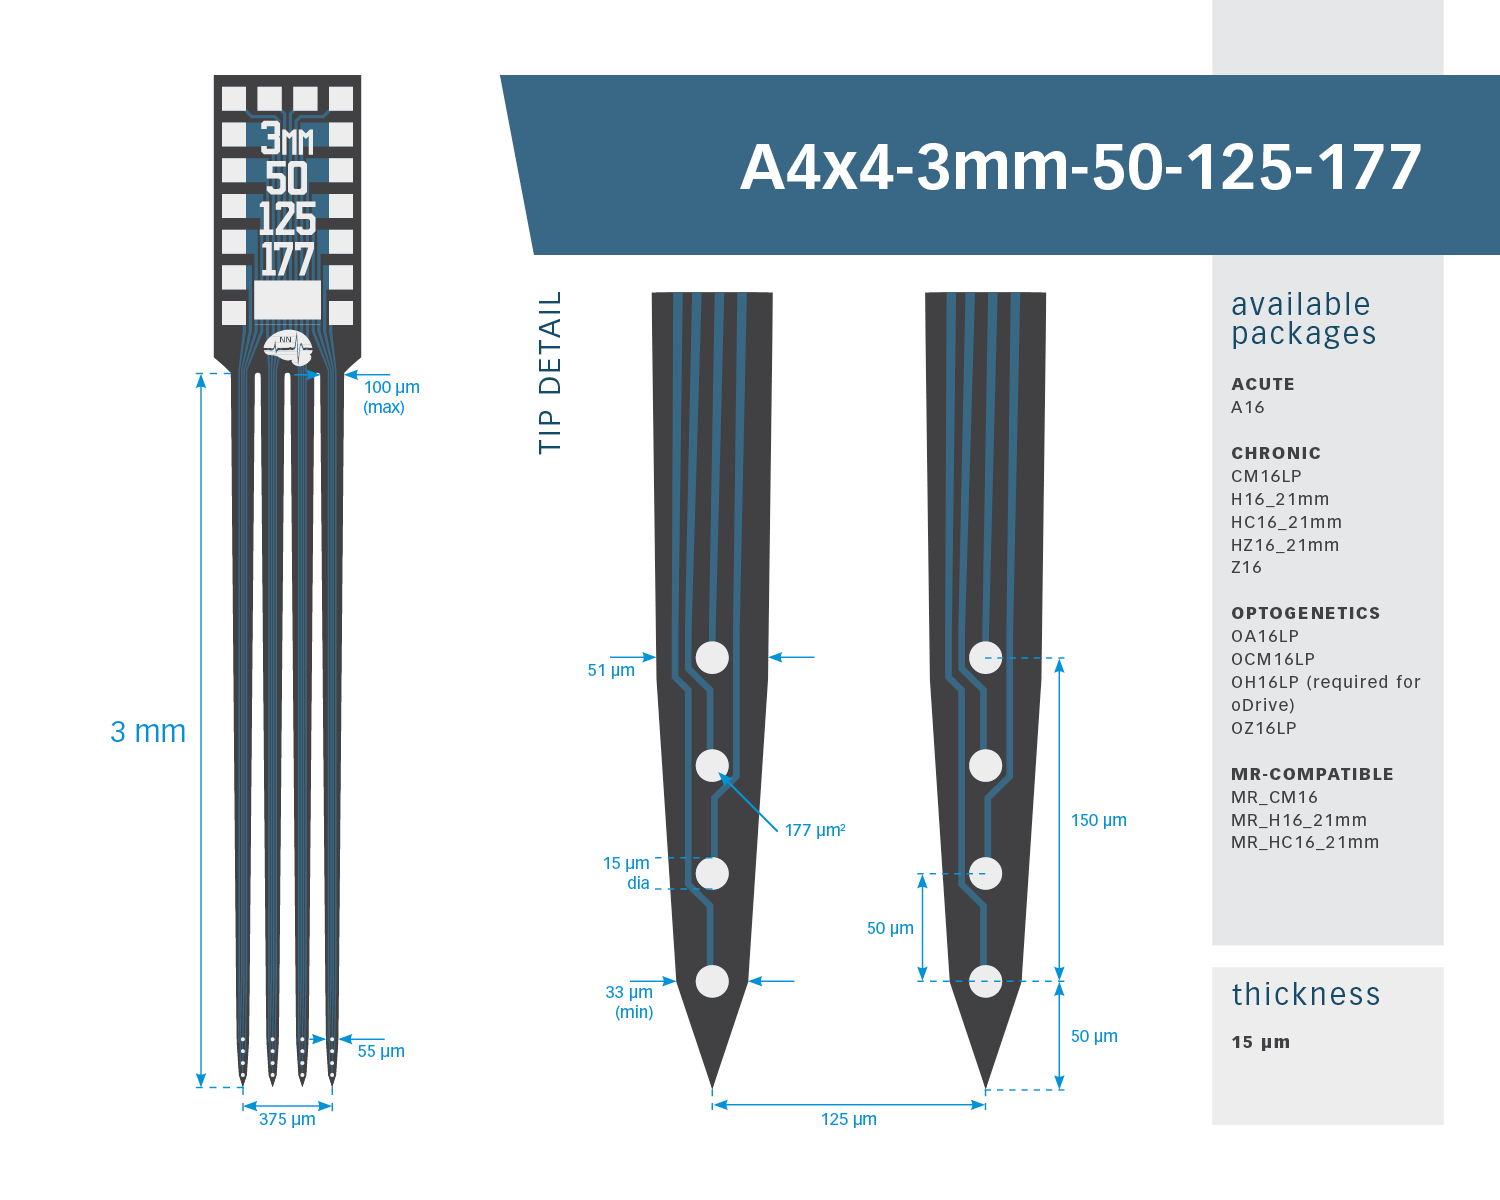 A4x4-3mm-50-125-177
3MM
50
125
177
NN
100 µm
(max)
3 mm
55 µm
375 µm
TIP DETAIL
51 µm
177 µm²
15 µm
dia
33 µm
(min)
150 µm
50 µm
50 µm
125 µm
available
packages
ACUTE
A16
CHRONIC
CM16LP
H16_21mm
HC16_21mm
HZ16_21mm
Z16
OPTOGENETICS
OA16LP
OCM16LP
OH16LP (required for
oDrive)
OZ16LP
MR-COMPATIBLE
MR_CM16
MR_H16_21mm
MR_HC16_21mm
thickness
15 µm